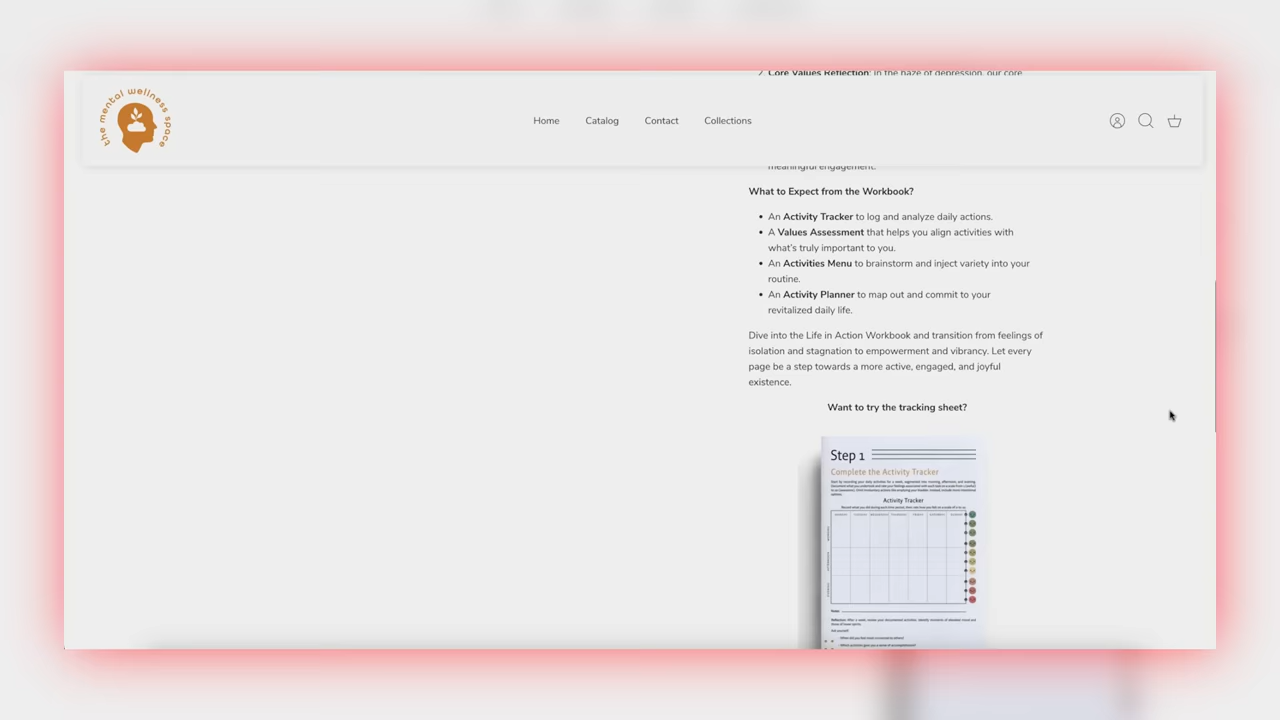 2. Core Values Reflection: In the haze of depression, our core
the mental wellness space
Home
Catalog
Contact
Collections
meaningful engagement.
What to Expect from the Workbook?
• An Activity Tracker to log and analyze daily actions.
• A Values Assessment that helps you align activities with
what's truly important to you.
• An Activities Menu to brainstorm and inject variety into your
routine.
• An Activity Planner to map out and commit to your
revitalized daily life.
Dive into the Life in Action Workbook and transition from feelings of
isolation and stagnation to empowerment and vibrancy. Let every
page be a step towards a more active, engaged, and joyful
existence.
Want to try the tracking sheet?
Step 1
Complete the Activity Tracker
Activity Tracker
Notes: